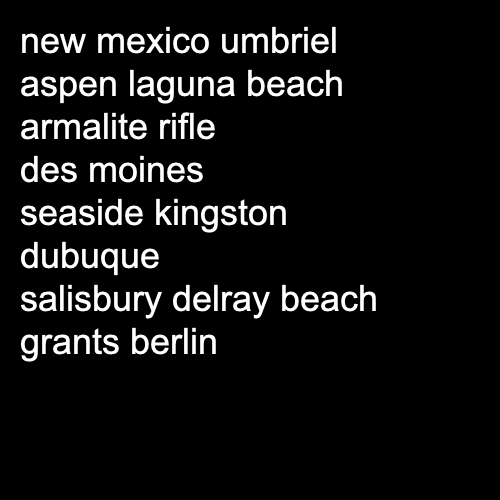 new mexico umbriel
aspen laguna beach
armalite rifle
des moines
seaside kingston
dubuque
salisbury delray beach
grants berlin